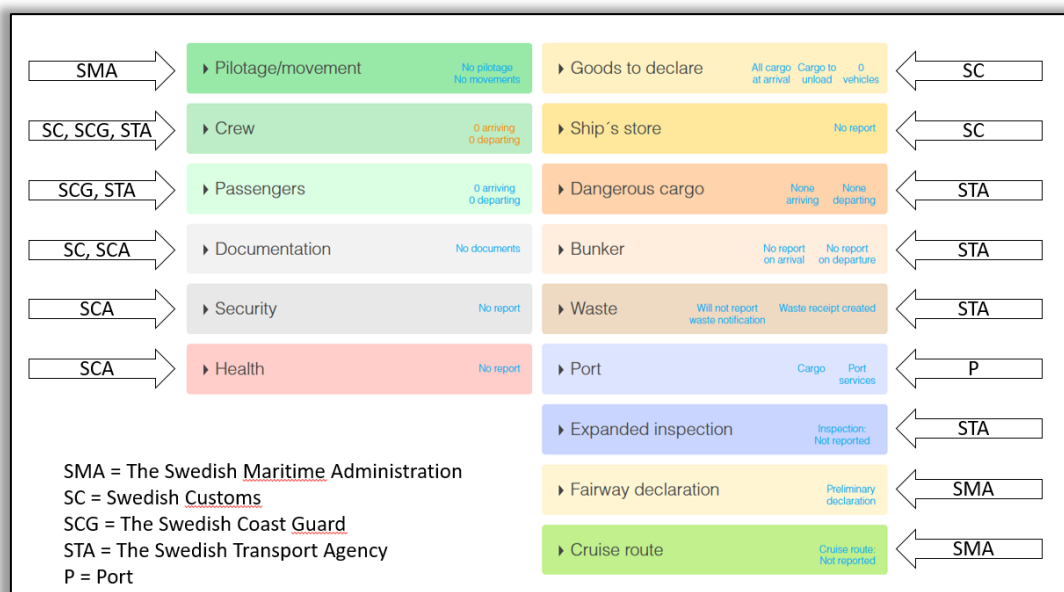 SMA
Pilotage/movement
No pilotage
No movements
Goods to declare
All cargo at arrival
Cargo to unload
0 vehicles
SC
SC, SCG, STA
Crew
0 arriving
0 departing
Ship´s store
No report
SC
SCG, STA
Passengers
0 arriving
0 departing
Dangerous cargo
None arriving
None departing
STA
SC, SCA
Documentation
No documents
Bunker
No report on arrival
No report on departure
STA
SCA
Security
No report
Waste
Will not report waste notification
Waste receipt created
STA
SCA
Health
No report
Port
Cargo
Port services
P
Expanded inspection
Inspection:
Not reported
STA
Fairway declaration
Preliminary declaration
SMA
Cruise route
Cruise route:
Not reported
SMA
SMA = The Swedish Maritime Administration
SC = Swedish Customs
SCG = The Swedish Coast Guard
STA = The Swedish Transport Agency
P = Port